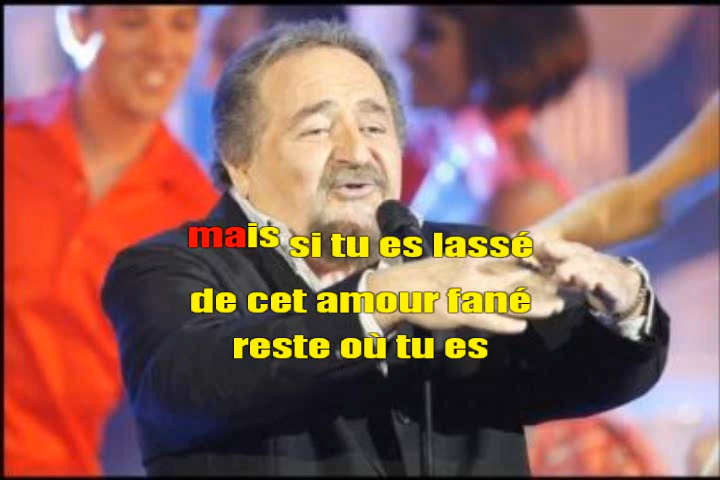 mais si tu es lassé
de cet amour fané
reste où tu es